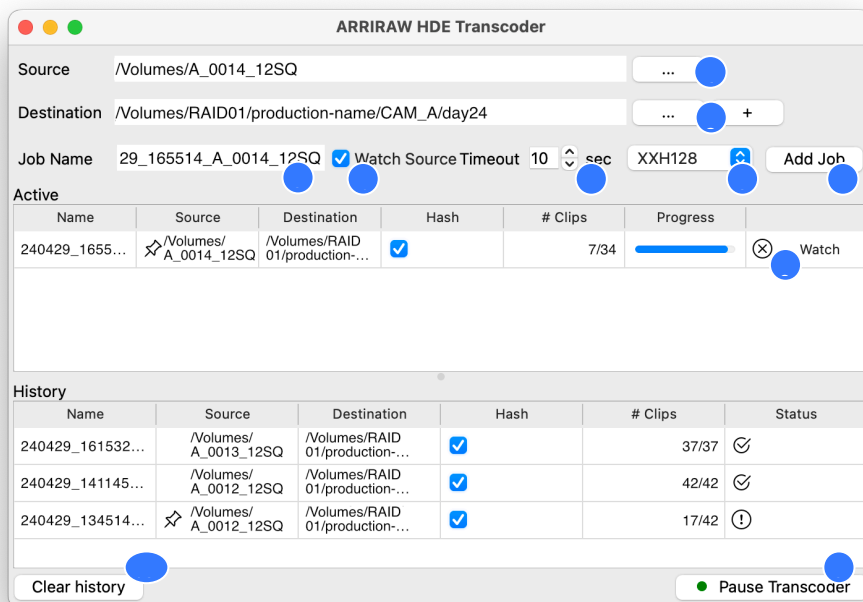 ARRIRAW HDE Transcoder
Source /Volumes/A_0014_12SQ ...
Destination /Volumes/RAID01/production-name/CAM_A/day24 ... +
Job Name 29_165514_A_0014_12SQ Watch Source Timeout 10 sec XXH128 Add Job
Active
Name Source Destination Hash # Clips Progress
240429_1655... /Volumes/ /Volumes/RAID 7/34 Watch
A_0014_12SQ 01/production-...
History
Name Source Destination Hash # Clips Status
240429_161532... /Volumes/ /Volumes/RAID 37/37
A_0013_12SQ 01/production-...
240429_141145... /Volumes/ /Volumes/RAID 42/42
A_0012_12SQ 01/production-...
240429_134514... /Volumes/ /Volumes/RAID 17/42
A_0012_12SQ 01/production-...
Clear history Pause Transcoder